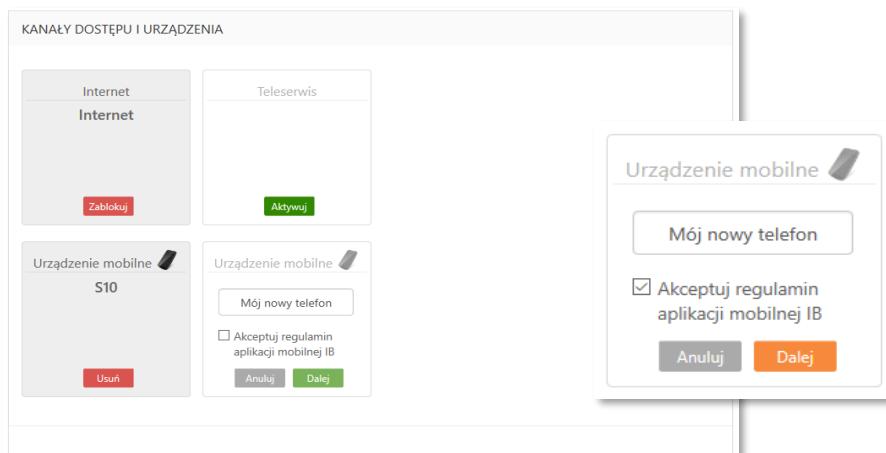 KANAŁY DOSTĘPU I URZĄDZENIA
Internet
Internet
Zablokuj
Teleserwis
Aktywuj
Urządzenie mobilne
S10
Usuń
Urządzenie mobilne
Mój nowy telefon
Akceptuj regulamin
aplikacji mobilnej IB
Anuluj Dalej
Urządzenie mobilne
Mój nowy telefon
Akceptuj regulamin
aplikacji mobilnej IB
Anuluj Dalej